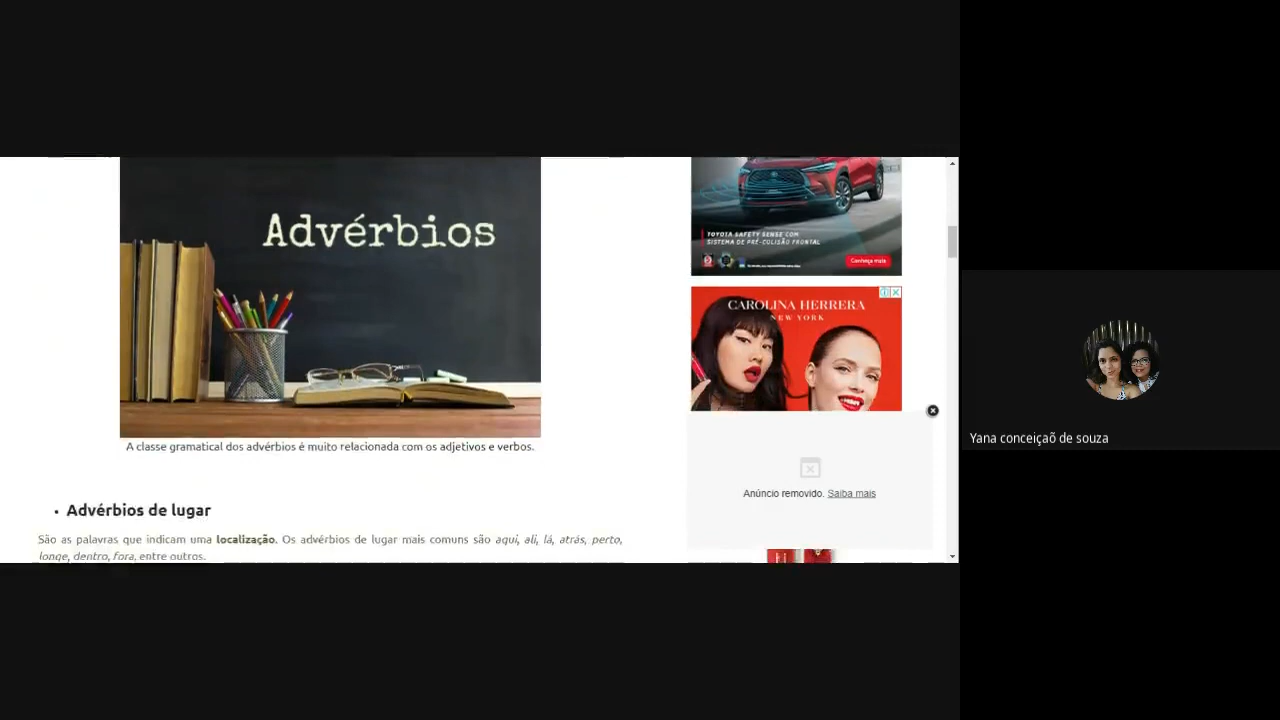 Advérbios
A classe gramatical dos advérbios é muito relacionada com os adjetivos e verbos.
• Advérbios de lugar
São as palavras que indicam uma localização. Os advérbios de lugar mais comuns são aqui, ali, lá, atrás, perto,
longe, dentro, fora, entre outros.
TOYOTA SAFETY SENSE COM
SISTEMA DE PRÉ-COLISÃO FRONTAL
Conheça mais
CAROLINA HERRERA
NEW YORK
Anúncio removido. Saiba mais
Yana conceiçaõ de souza